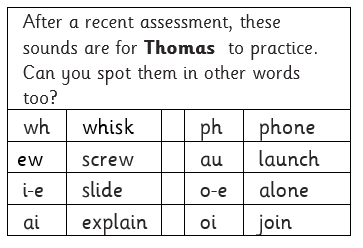 After a recent assessment, these
sounds are for Thomas to practice.
Can you spot them in other words
too?
wh whisk ph phone
ew screw au launch
i-e slide o-e alone
ai explain oi join